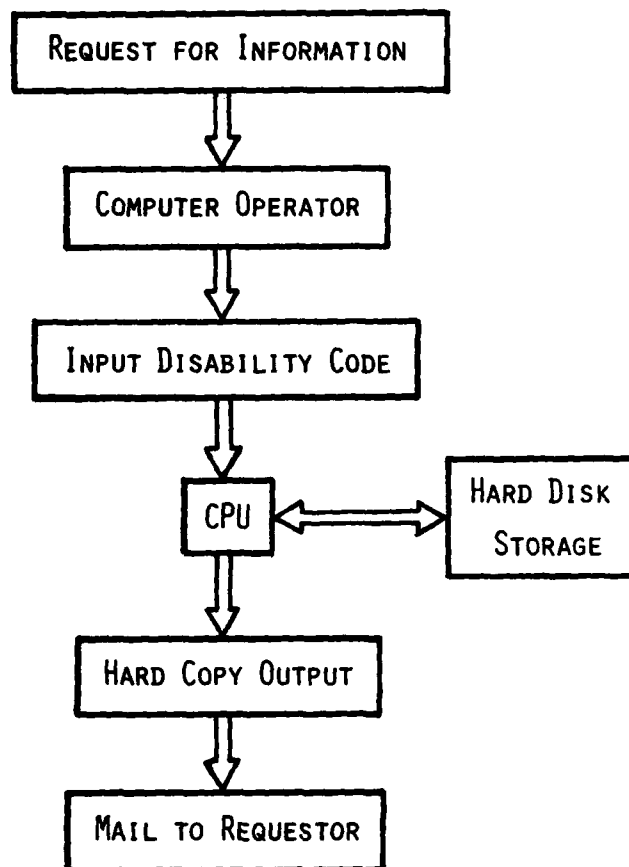 REQUEST FOR INFORMATION
COMPUTER OPERATOR
INPUT DISABILITY CODE
CPU
HARD DISK
STORAGE
HARD COPY OUTPUT
MAIL TO REQUESTOR